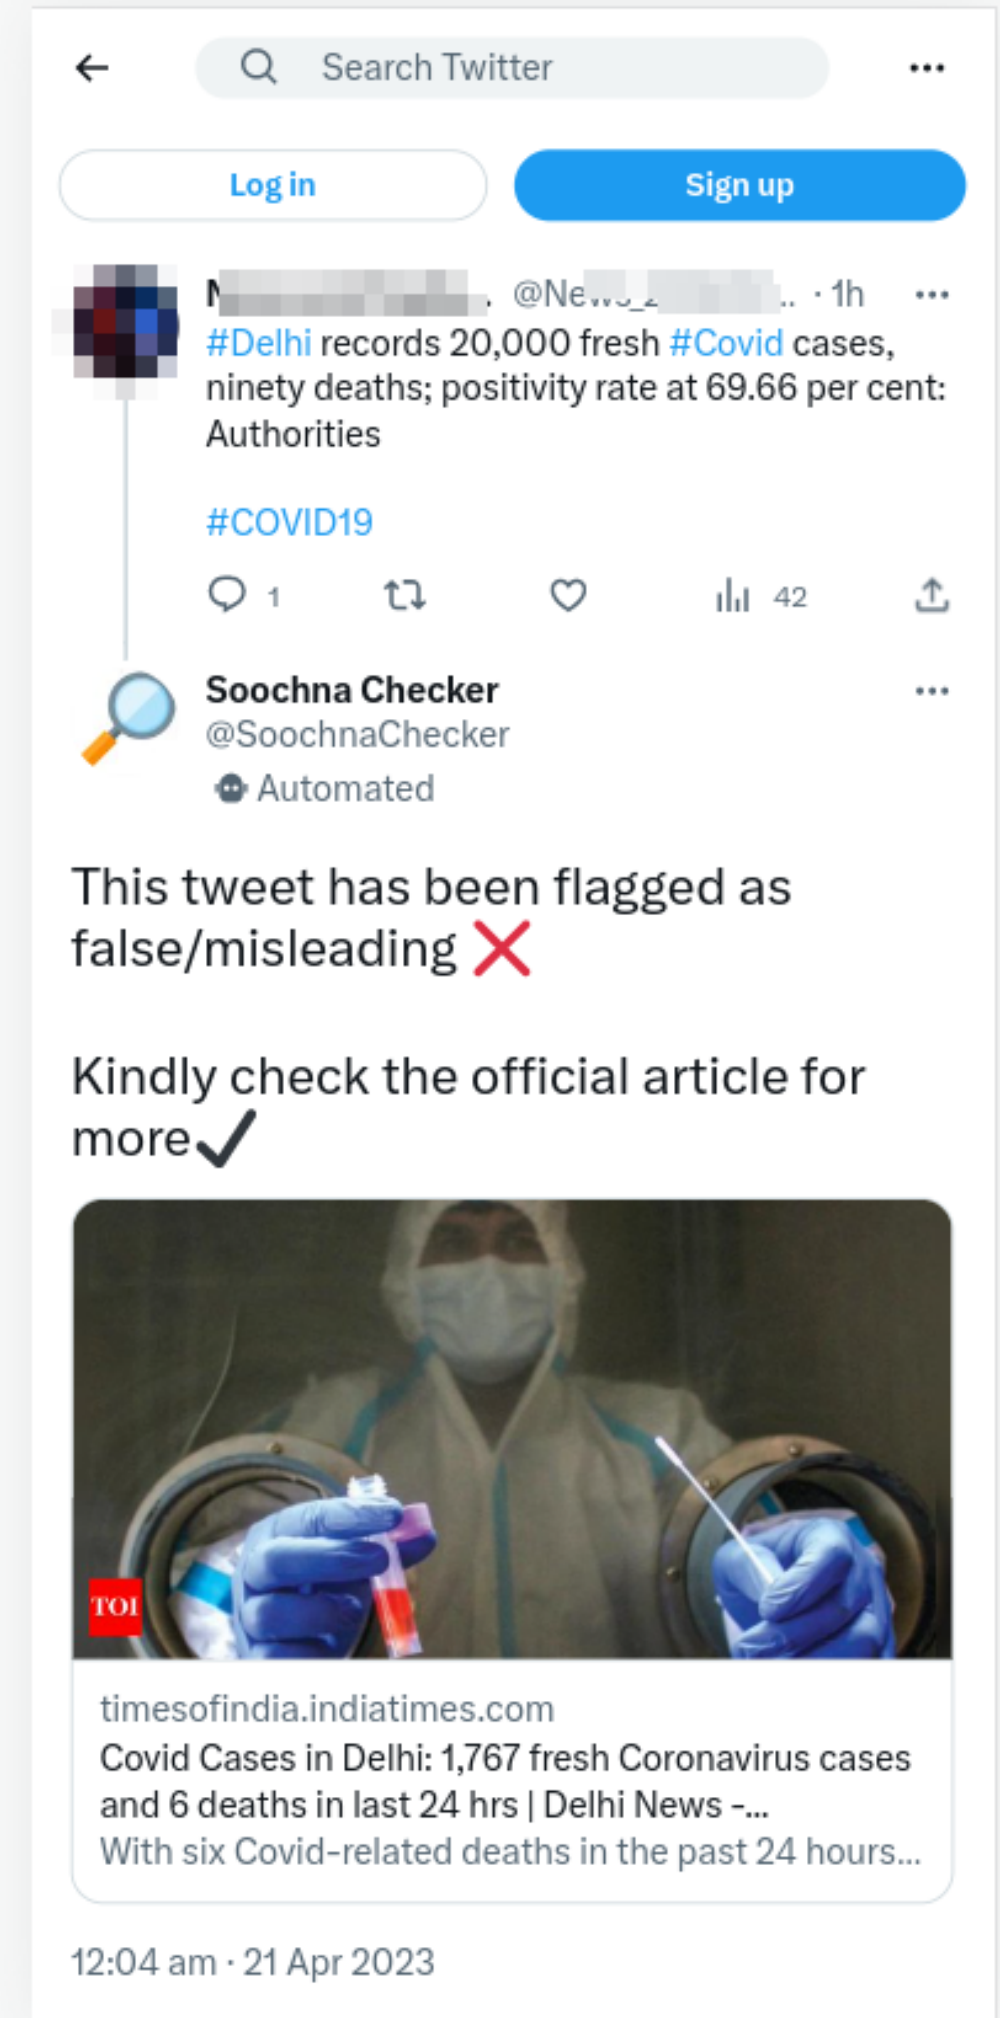 Search Twitter
Log in
Sign up
1h
#Delhi records 20,000 fresh #Covid cases,
ninety deaths; positivity rate at 69.66 per cent:
Authorities
#COVID19
1
42
Soochna Checker
@SoochnaChecker
Automated
This tweet has been flagged as
false/misleading ❌
Kindly check the official article for
more✔
TOI
timesofindia.indiatimes.com
Covid Cases in Delhi: 1,767 fresh Coronavirus cases
and 6 deaths in last 24 hrs | Delhi News -...
With six Covid-related deaths in the past 24 hours...
12:04 am · 21 Apr 2023